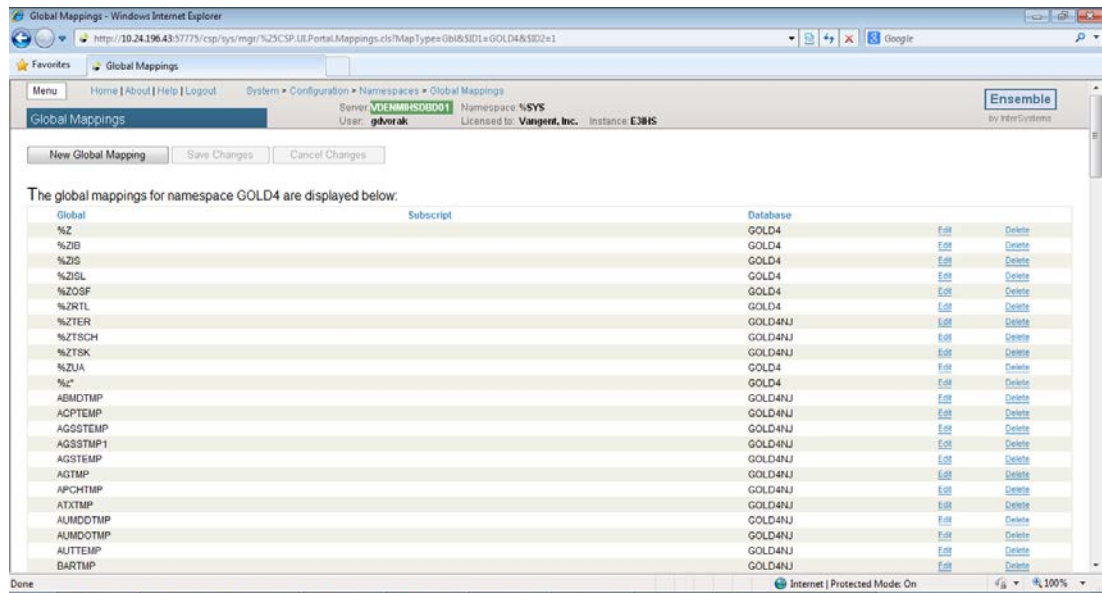 Global Mappings - Windows Internet Explorer
http://10.24.196.43:57775/csp/sys/mgr/%25CSP.UI.Portal.Mappings.cls?MapType=Gbl&$ID1=GOLD4&$ID2=1
Google
Favorites Global Mappings
Menu Home | About | Help | Logout System > Configuration > Namespaces > Global Mappings
Ensemble
by InterSystems
Server: VDENMIHSDBD01 Namespace: %SYS
Global Mappings
User: gdvorak Licensed to: Vangent, Inc. Instance: E3IHS
New Global Mapping Save Changes Cancel Changes
The global mappings for namespace GOLD4 are displayed below:
Global Subscript Database
%Z GOLD4 Edit Delete
%ZIB GOLD4 Edit Delete
%ZIS GOLD4 Edit Delete
%ZISL GOLD4 Edit Delete
%ZOSF GOLD4 Edit Delete
%ZRTL GOLD4 Edit Delete
%ZTER GOLD4NJ Edit Delete
%ZTSCH GOLD4NJ Edit Delete
%ZTSK GOLD4NJ Edit Delete
%ZUA GOLD4 Edit Delete
%z* GOLD4 Edit Delete
ABMDTMP GOLD4NJ Edit Delete
ACPTEMP GOLD4NJ Edit Delete
AGSSTEMP GOLD4NJ Edit Delete
AGSSTMP1 GOLD4NJ Edit Delete
AGSTEMP GOLD4NJ Edit Delete
AGTMP GOLD4NJ Edit Delete
APCHTMP GOLD4NJ Edit Delete
ATXTMP GOLD4NJ Edit Delete
AUMDDTMP GOLD4NJ Edit Delete
AUMDOTMP GOLD4NJ Edit Delete
AUTTEMP GOLD4NJ Edit Delete
BARTMP GOLD4NJ Edit Delete
Done Internet | Protected Mode: On 100%